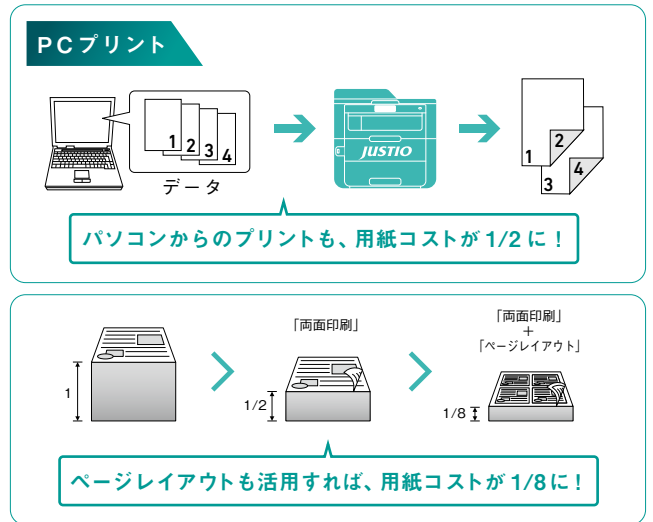 PCプリント
1
2
3
4
データ
JUSTIO
1
2
3
4
パソコンからのプリントも、用紙コストが1/2に！
1
「両面印刷」
1/2
「両面印刷」
+
「ページレイアウト」
1/8
ページレイアウトも活用すれば、用紙コストが1/8に！